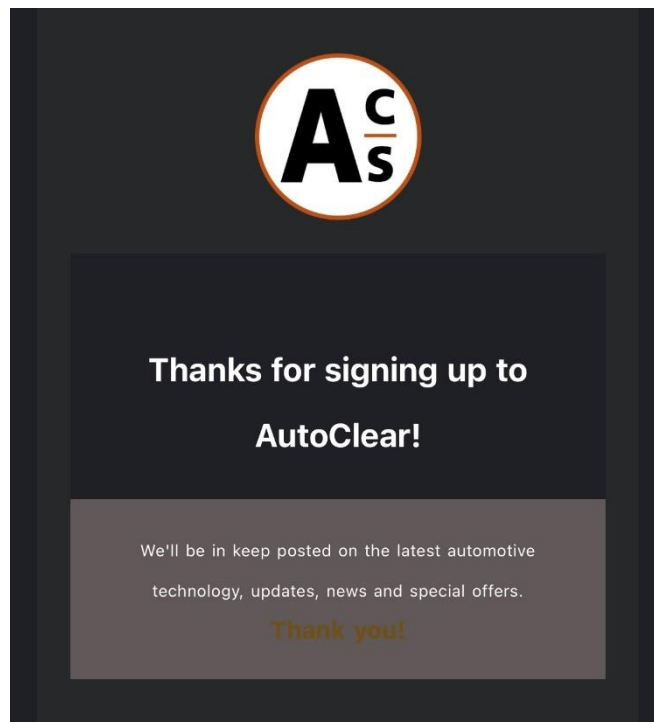 A C
S
Thanks for signing up to
AutoClear!
We'll be in keep posted on the latest automotive
technology, updates, news and special offers.
Thank you!